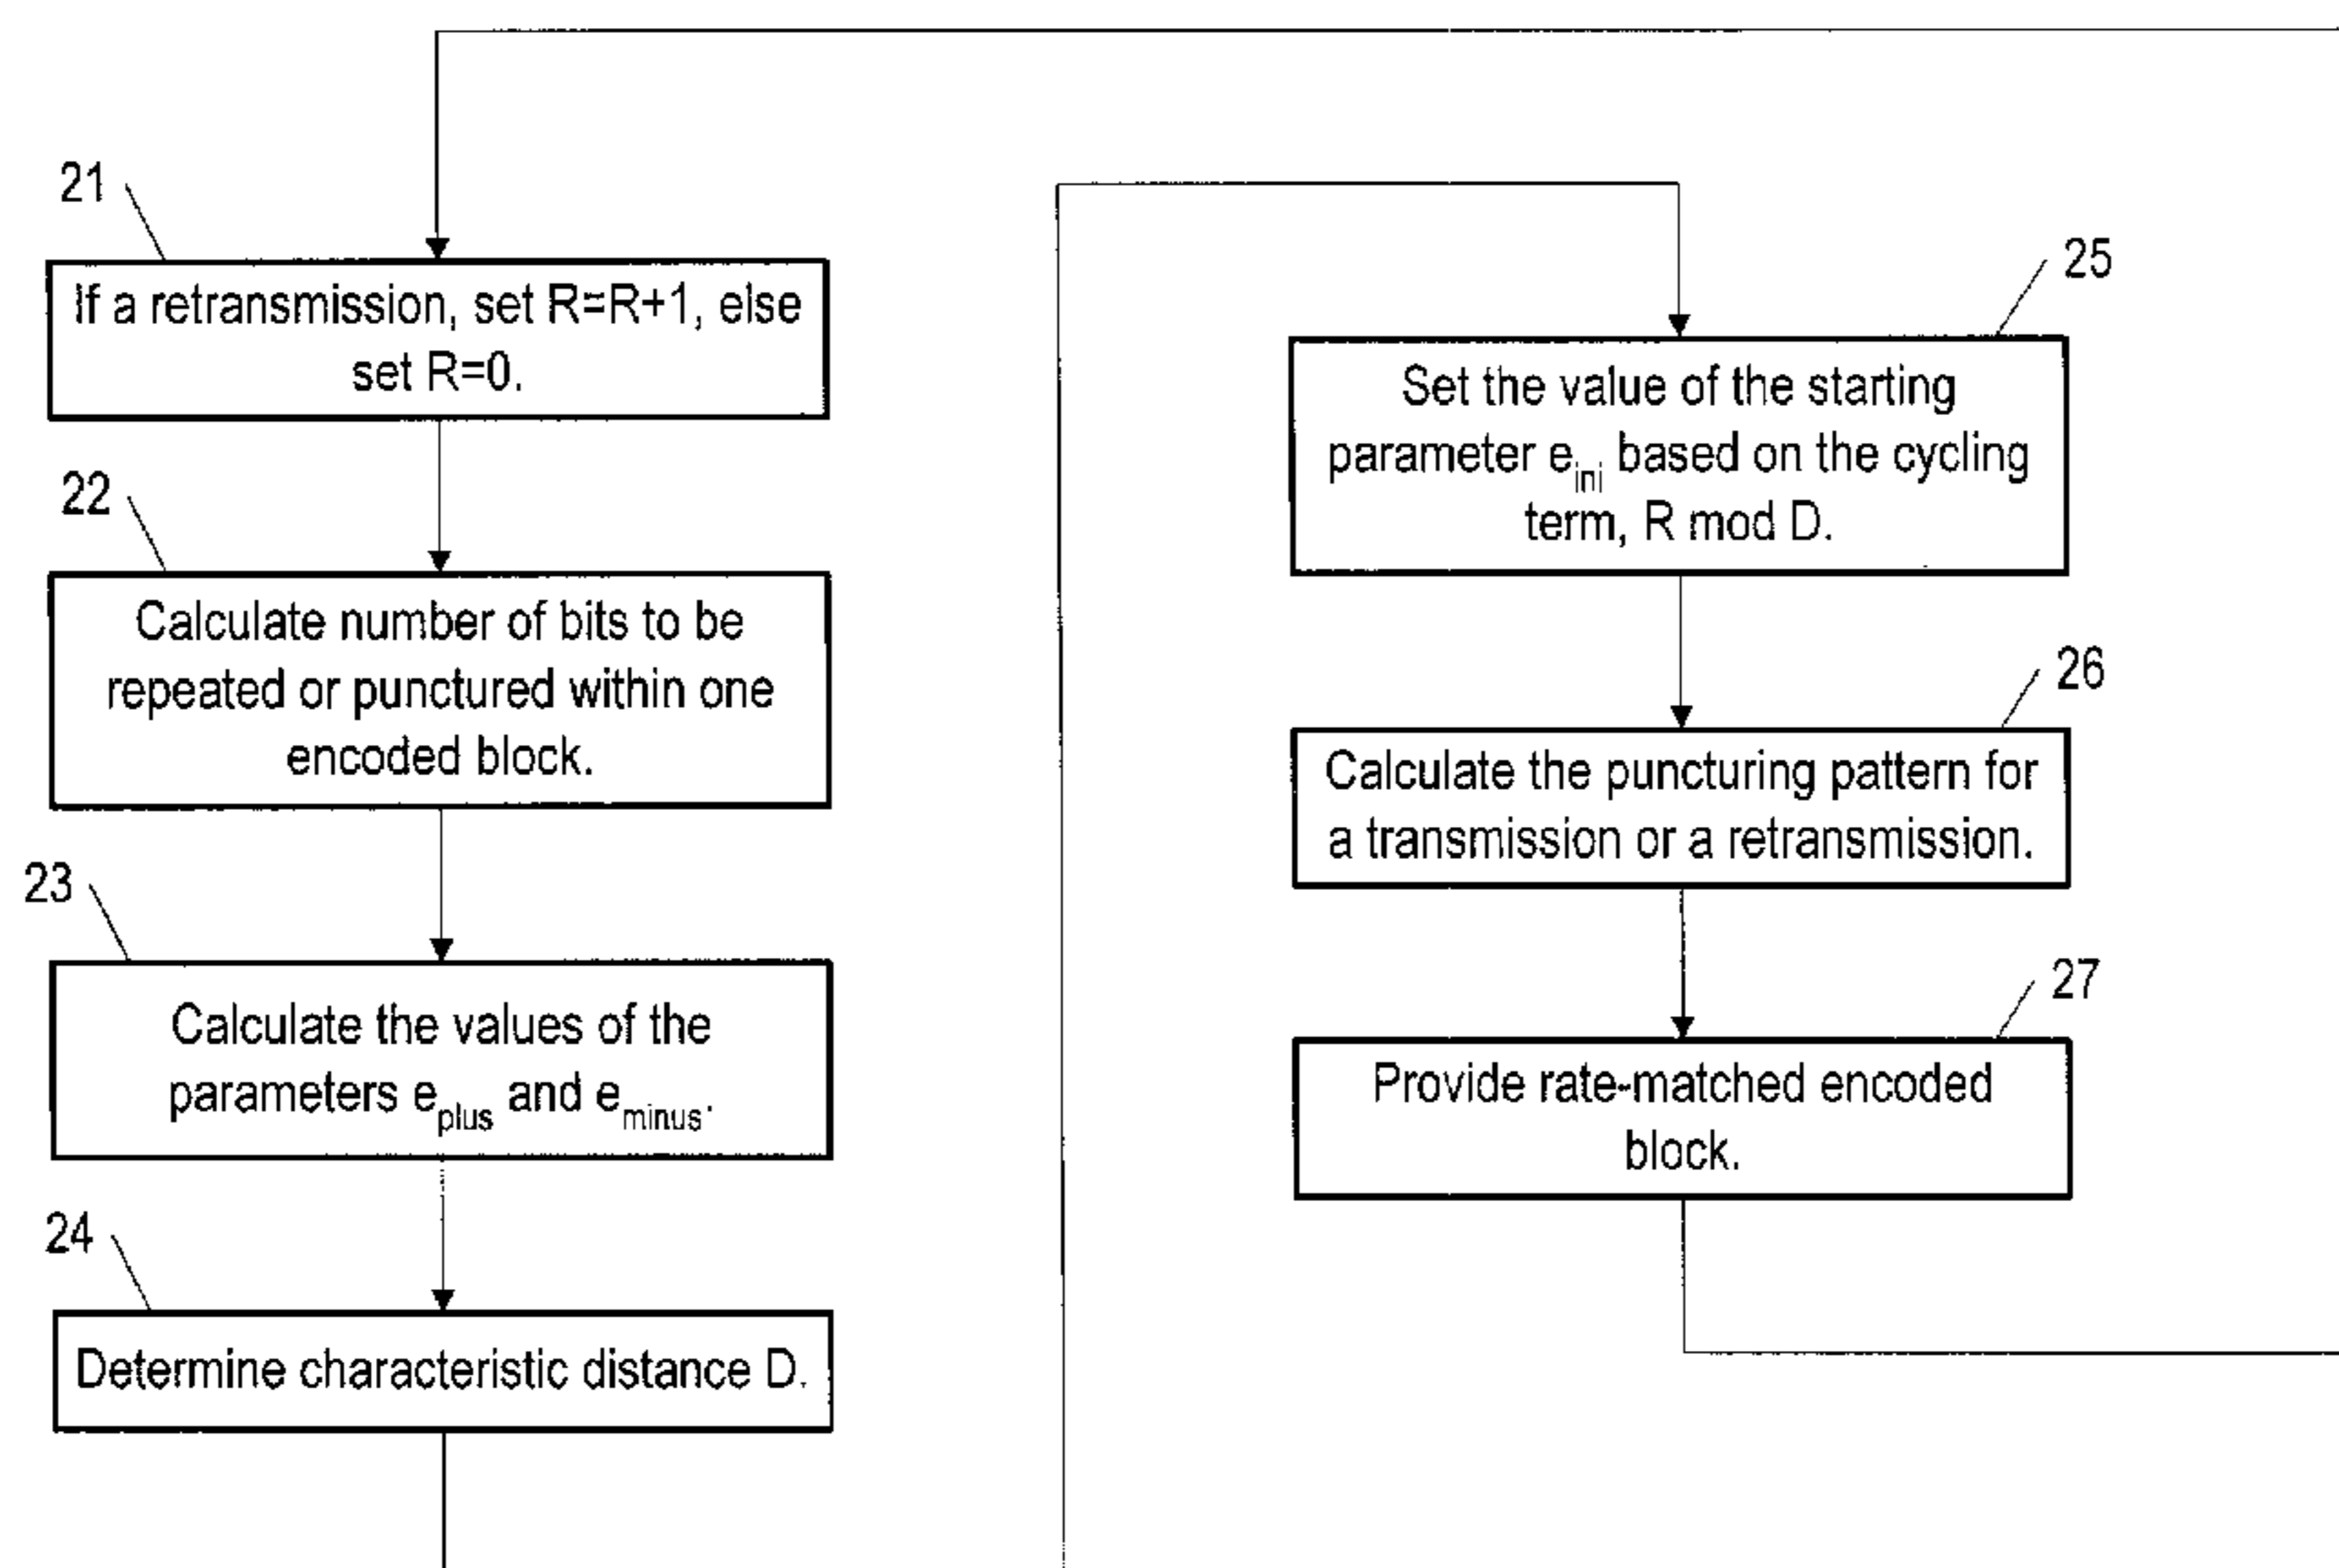 21
If a retransmission, set R=R+1, else
set R=0.
22
Calculate number of bits to be
repeated or punctured within one
encoded block.
23
Calculate the values of the
parameters e_plus and e_minus.
24
Determine characteristic distance D.
25
Set the value of the starting
parameter e_ini based on the cycling
term, R mod D.
26
Calculate the puncturing pattern for
a transmission or a retransmission.
27
Provide rate-matched encoded
block.